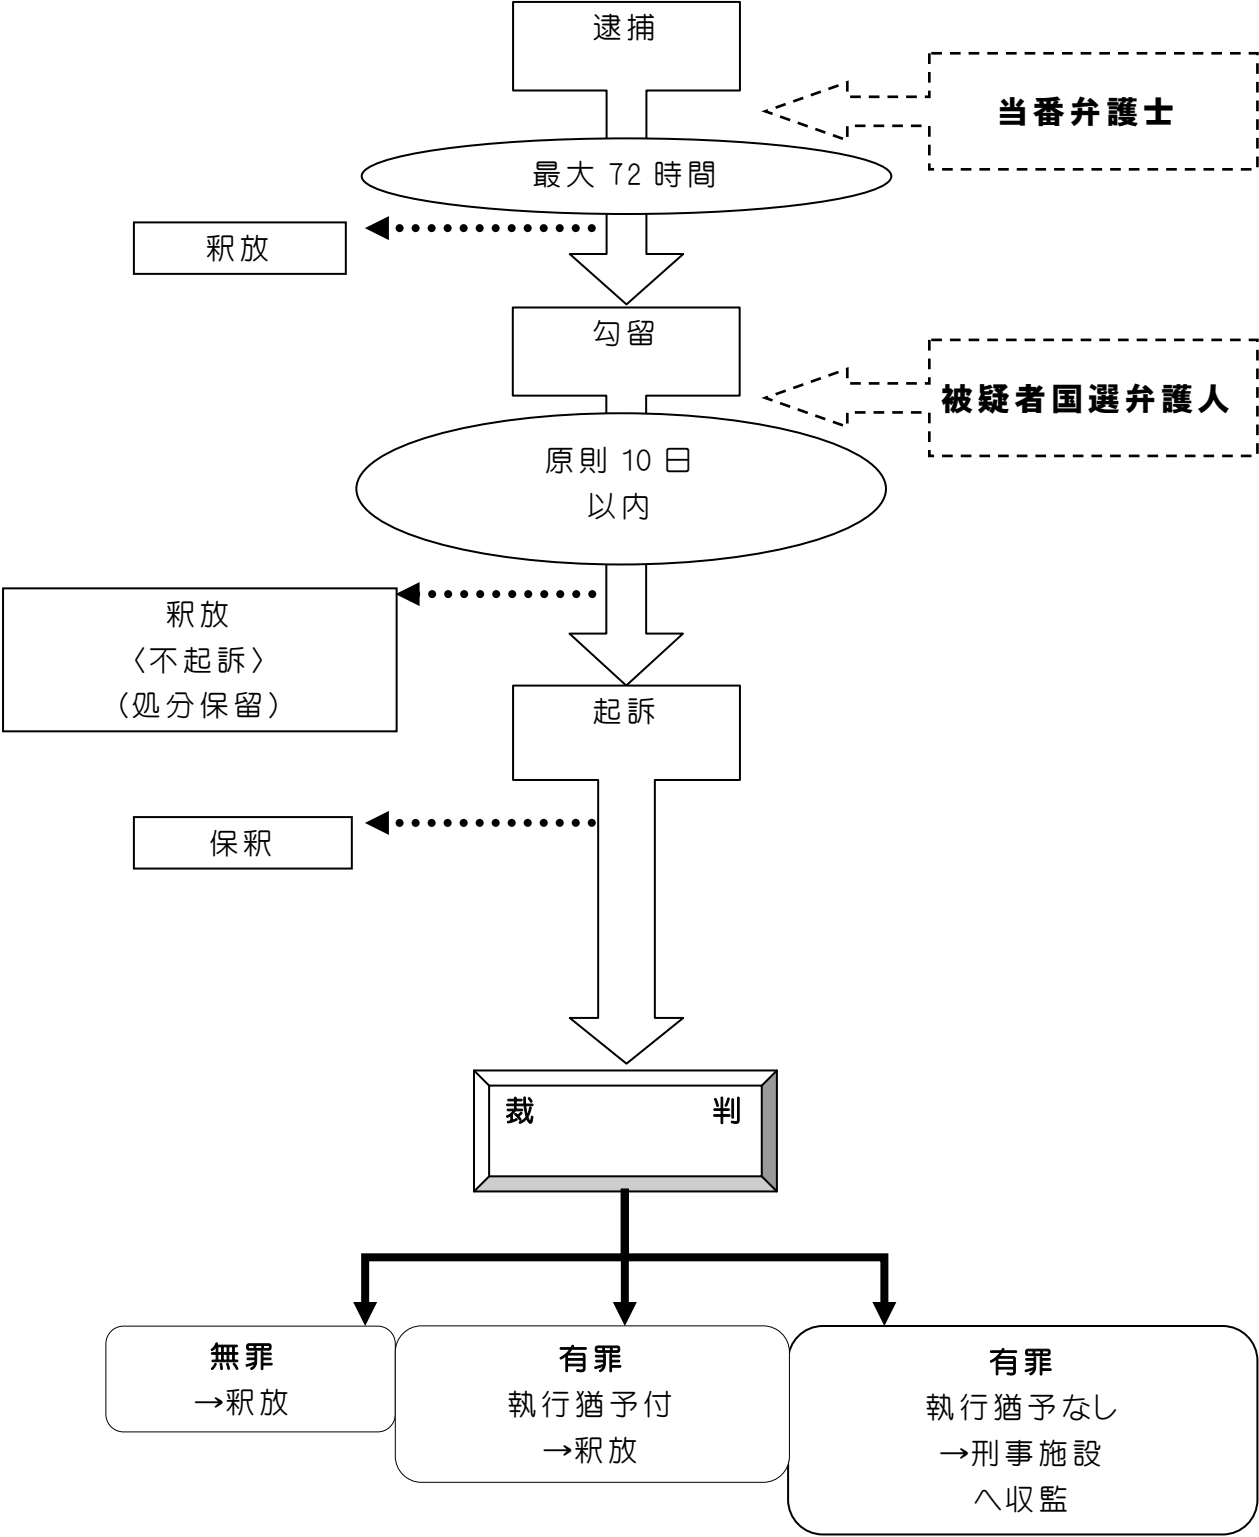 逮捕
当番弁護士
最大 72 時間
釈放
勾留
被疑者国選弁護人
原則 10 日
以内
釈放
〈不起訴〉
（処分保留）
起訴
保釈
裁　　　　　判
無罪
→釈放
有罪
執行猶予付
→釈放
有罪
執行猶予なし
→刑事施設
へ収監